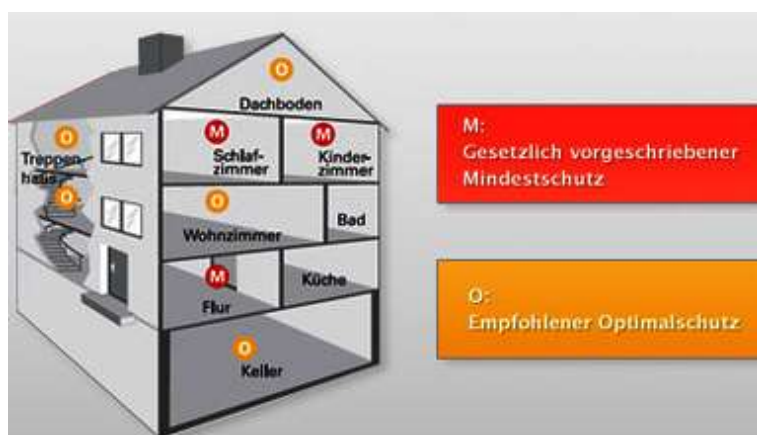 O
Dachboden
O
Treppen-
haus
O
M
Schlaf-
zimmer
M
Kinder-
zimmer
O
Wohnzimmer
Bad
M
Flur
Küche
O
Keller
M:
Gesetzlich vorgeschriebener
Mindestschutz
O:
Empfohlener Optimalschutz